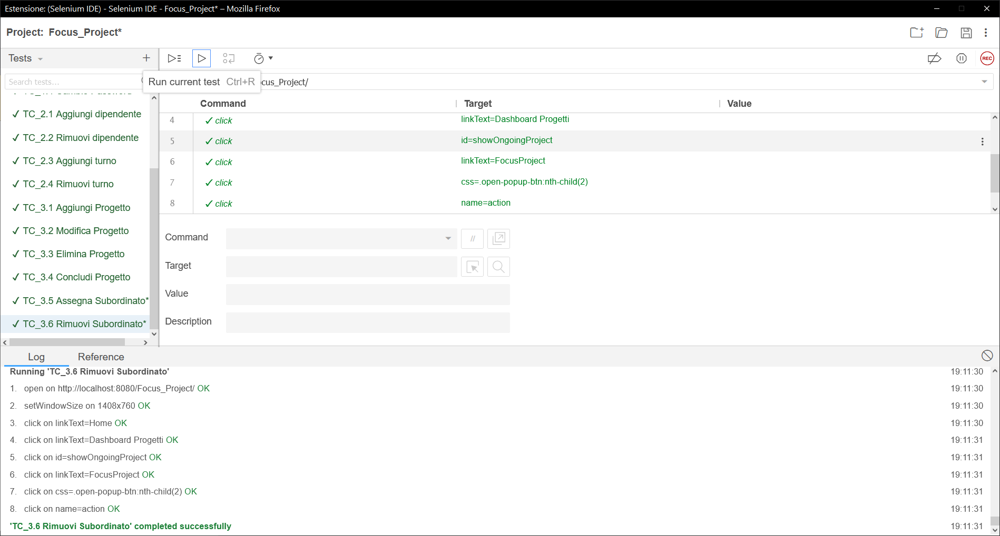 Estensione: (Selenium IDE) - Selenium IDE - Focus_Project* – Mozilla Firefox
Project: Focus_Project*
Tests
REC
Search tests...
Run current test Ctrl+R
ocus_Project/
Command Target Value
4 click linkText=Dashboard Progetti
5 click id=showOngoingProject
6 click linkText=FocusProject
7 click css=.open-popup-btn:nth-child(2)
8 click name=action
TC_2.1 Aggiungi dipendente
TC_2.2 Rimuovi dipendente
TC_2.3 Aggiungi turno
TC_2.4 Rimuovi turno
TC_3.1 Aggiungi Progetto
TC_3.2 Modifica Progetto
TC_3.3 Elimina Progetto
TC_3.4 Concludi Progetto
TC_3.5 Assegna Subordinato*
TC_3.6 Rimuovi Subordinato*
Command //
Target
Value
Description
Log Reference
Running 'TC_3.6 Rimuovi Subordinato' 19:11:30
1. open on http://localhost:8080/Focus_Project/ OK 19:11:30
2. setWindowSize on 1408x760 OK 19:11:30
3. click on linkText=Home OK 19:11:30
4. click on linkText=Dashboard Progetti OK 19:11:31
5. click on id=showOngoingProject OK 19:11:31
6. click on linkText=FocusProject OK 19:11:31
7. click on css=.open-popup-btn:nth-child(2) OK 19:11:31
8. click on name=action OK 19:11:31
'TC_3.6 Rimuovi Subordinato' completed successfully 19:11:31